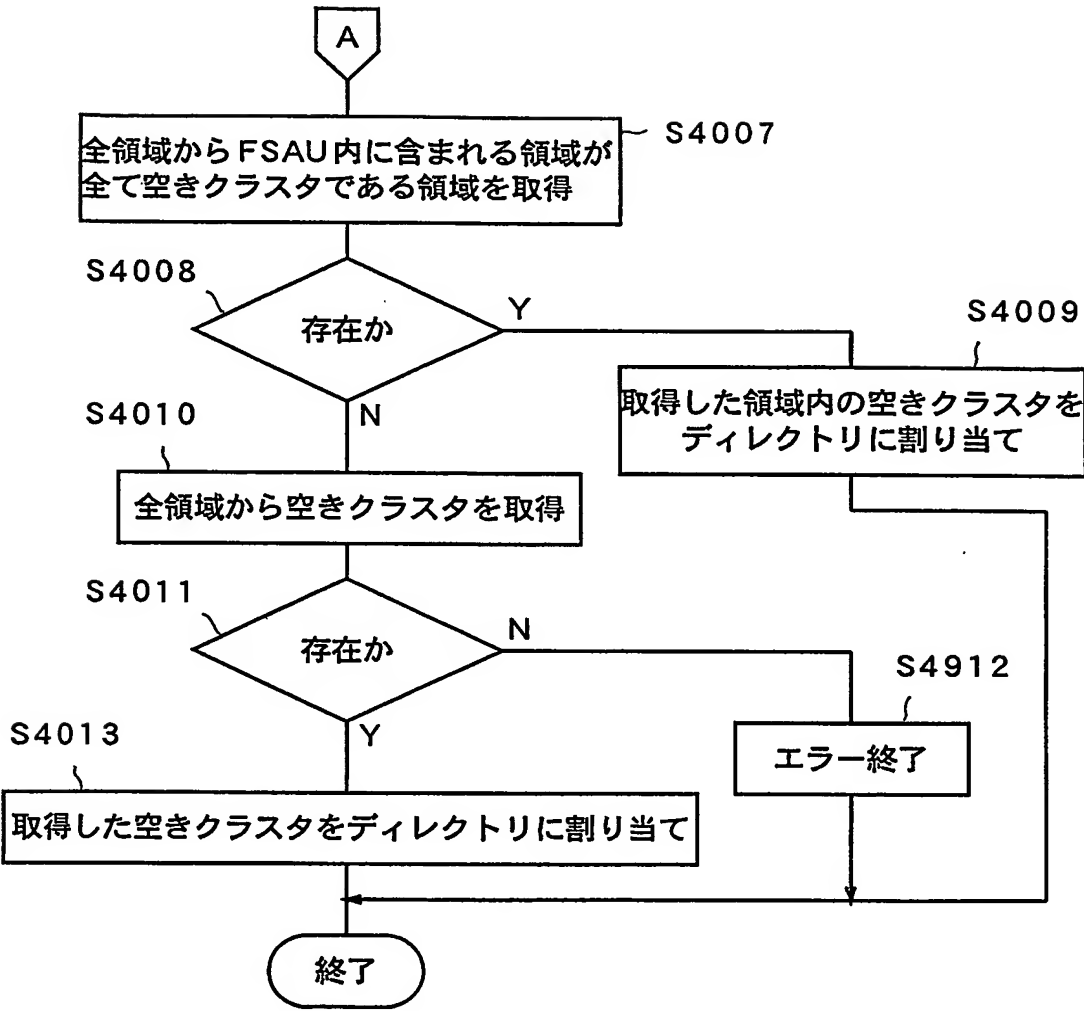 A
S4007
全領域からFSAU内に含まれる領域が
全て空きクラスタである領域を取得
S4008
存在か
Y
N
S4009
取得した領域内の空きクラスタを
ディレクトリに割り当て
S4010
全領域から空きクラスタを取得
S4011
存在か
N
Y
S4912
エラー終了
S4013
取得した空きクラスタをディレクトリに割り当て
終了